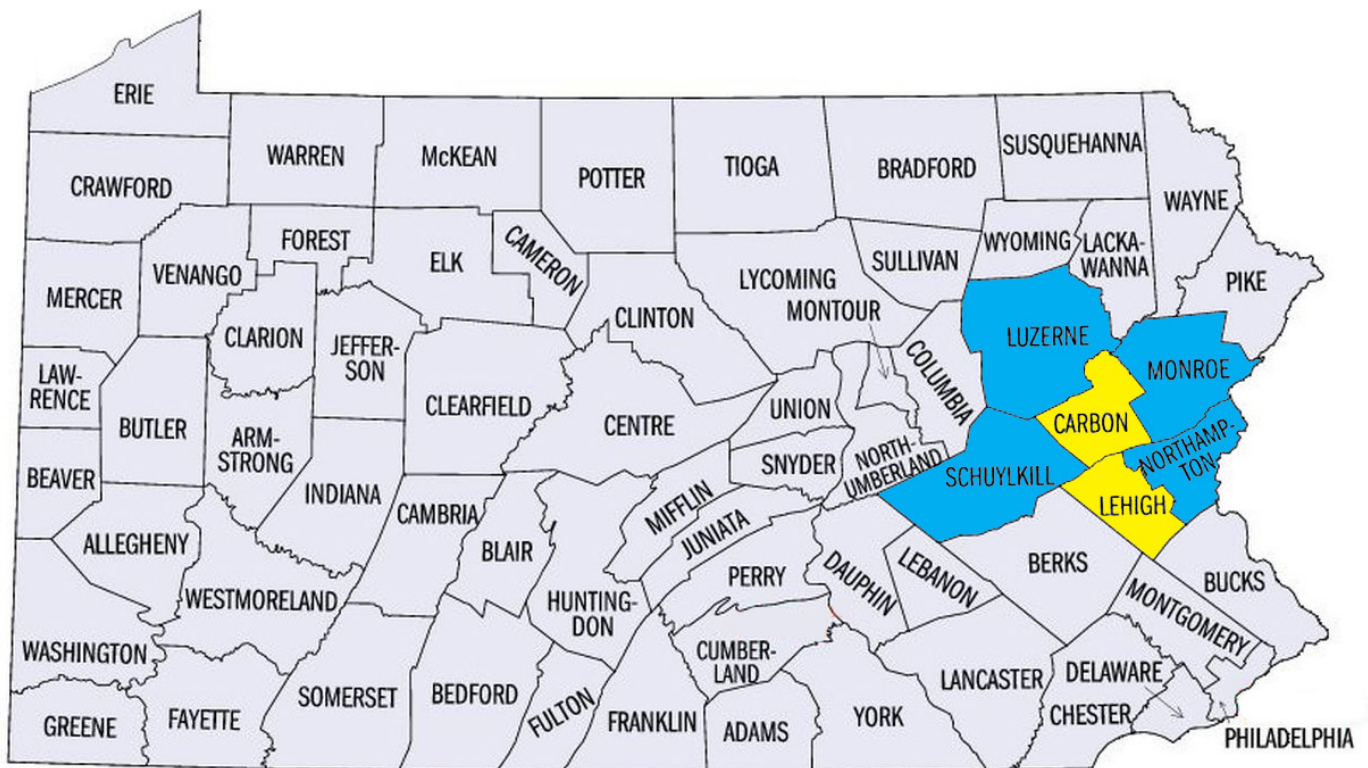 ERIE
WARREN
McKEAN
POTTER
TIOGA
BRADFORD
SUSQUEHANNA
WAYNE
CRAWFORD
FOREST
ELK
CAMERON
VENANGO
MERCER
CLARION
JEFFER-
SON
CLINTON
LYCOMING
SULLIVAN
WYOMING
LACKA-
WANNA
PIKE
MONTOUR
COLUMBIA
LUZERNE
MONROE
CARBON
LAW-
RENCE
BUTLER
ARM-
STRONG
CLEARFIELD
CENTRE
UNION
SNYDER
NORTH-
UMBERLAND
SCHUYLKILL
NORTHAMP-
TON
LEHIGH
BEAVER
INDIANA
CAMBRIA
BLAIR
MIFFLIN
JUNIATA
ALLEGHENY
WESTMORELAND
HUNTING-
DON
PERRY
DAUPHIN
LEBANON
BERKS
BUCKS
MONTGOMERY
WASHINGTON
CUMBER-
LAND
LANCASTER
DELAWARE
CHESTER
GREENE
FAYETTE
SOMERSET
BEDFORD
FULTON
FRANKLIN
ADAMS
YORK
PHILADELPHIA